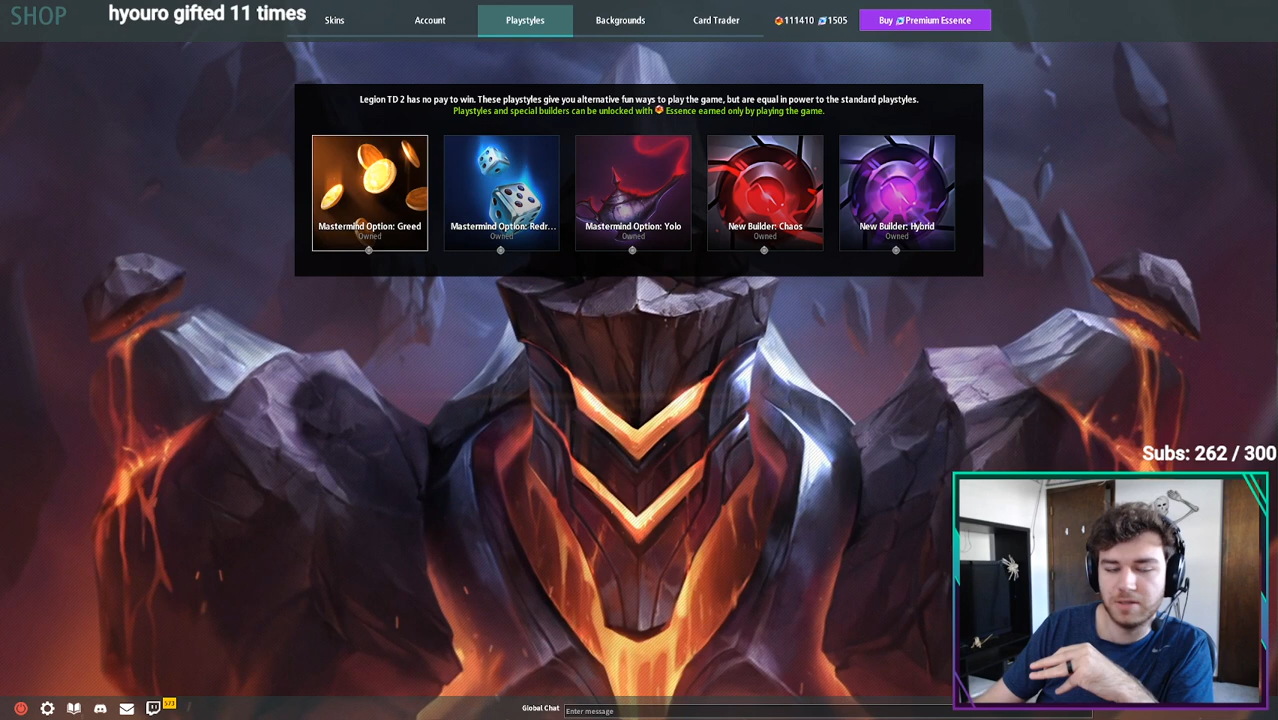 SHOP
hyouro gifted 11 times
Skins
Account
Playstyles
Backgrounds
Card Trader
111410 1505
Buy Premium Essence
Legion TD 2 has no pay to win. These playstyles give you alternative fun ways to play the game, but are equal in power to the standard playstyles.
Playstyles and special builders can be unlocked with Essence earned only by playing the game.
Mastermind Option: Greed
Owned
Mastermind Option: Redr...
Owned
Mastermind Option: Yolo
Owned
New Builder: Chaos
Owned
New Builder: Hybrid
Owned
Subs: 262 / 300
573
Global Chat
Enter message